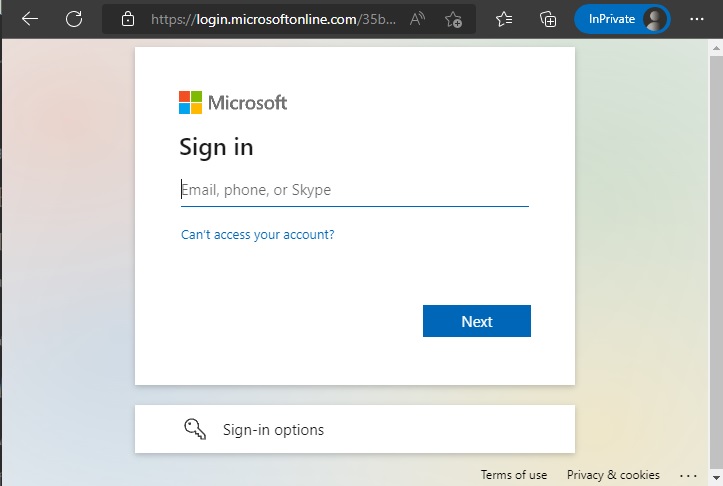 https://login.microsoftonline.com/35b...
InPrivate
Microsoft
Sign in
Email, phone, or Skype
Can't access your account?
Next
Sign-in options
Terms of use Privacy & cookies ...